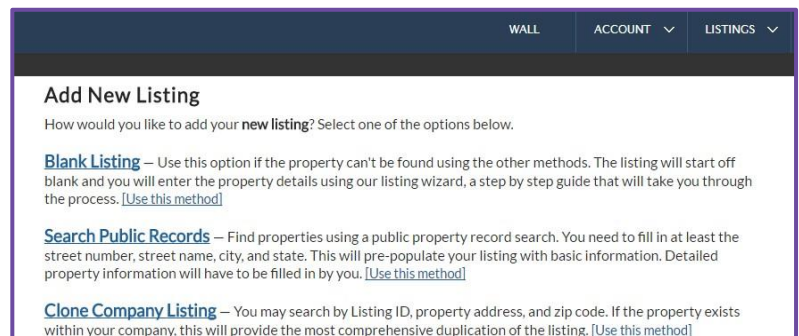 WALL ACCOUNT LISTINGS
Add New Listing
How would you like to add your new listing? Select one of the options below.
Blank Listing – Use this option if the property can't be found using the other methods. The listing will start off
blank and you will enter the property details using our listing wizard, a step by step guide that will take you through
the process. [Use this method]
Search Public Records – Find properties using a public property record search. You need to fill in at least the
street number, street name, city, and state. This will pre-populate your listing with basic information. Detailed
property information will have to be filled in by you. [Use this method]
Clone Company Listing – You may search by Listing ID, property address, and zip code. If the property exists
within your company, this will provide the most comprehensive duplication of the listing. [Use this method]